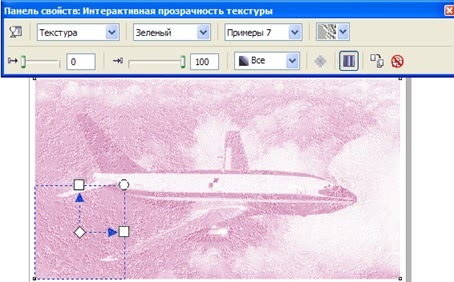 Панель свойств: Интерактивная прозрачность текстуры
Текстура Зеленый Примеры 7
0 100 Все